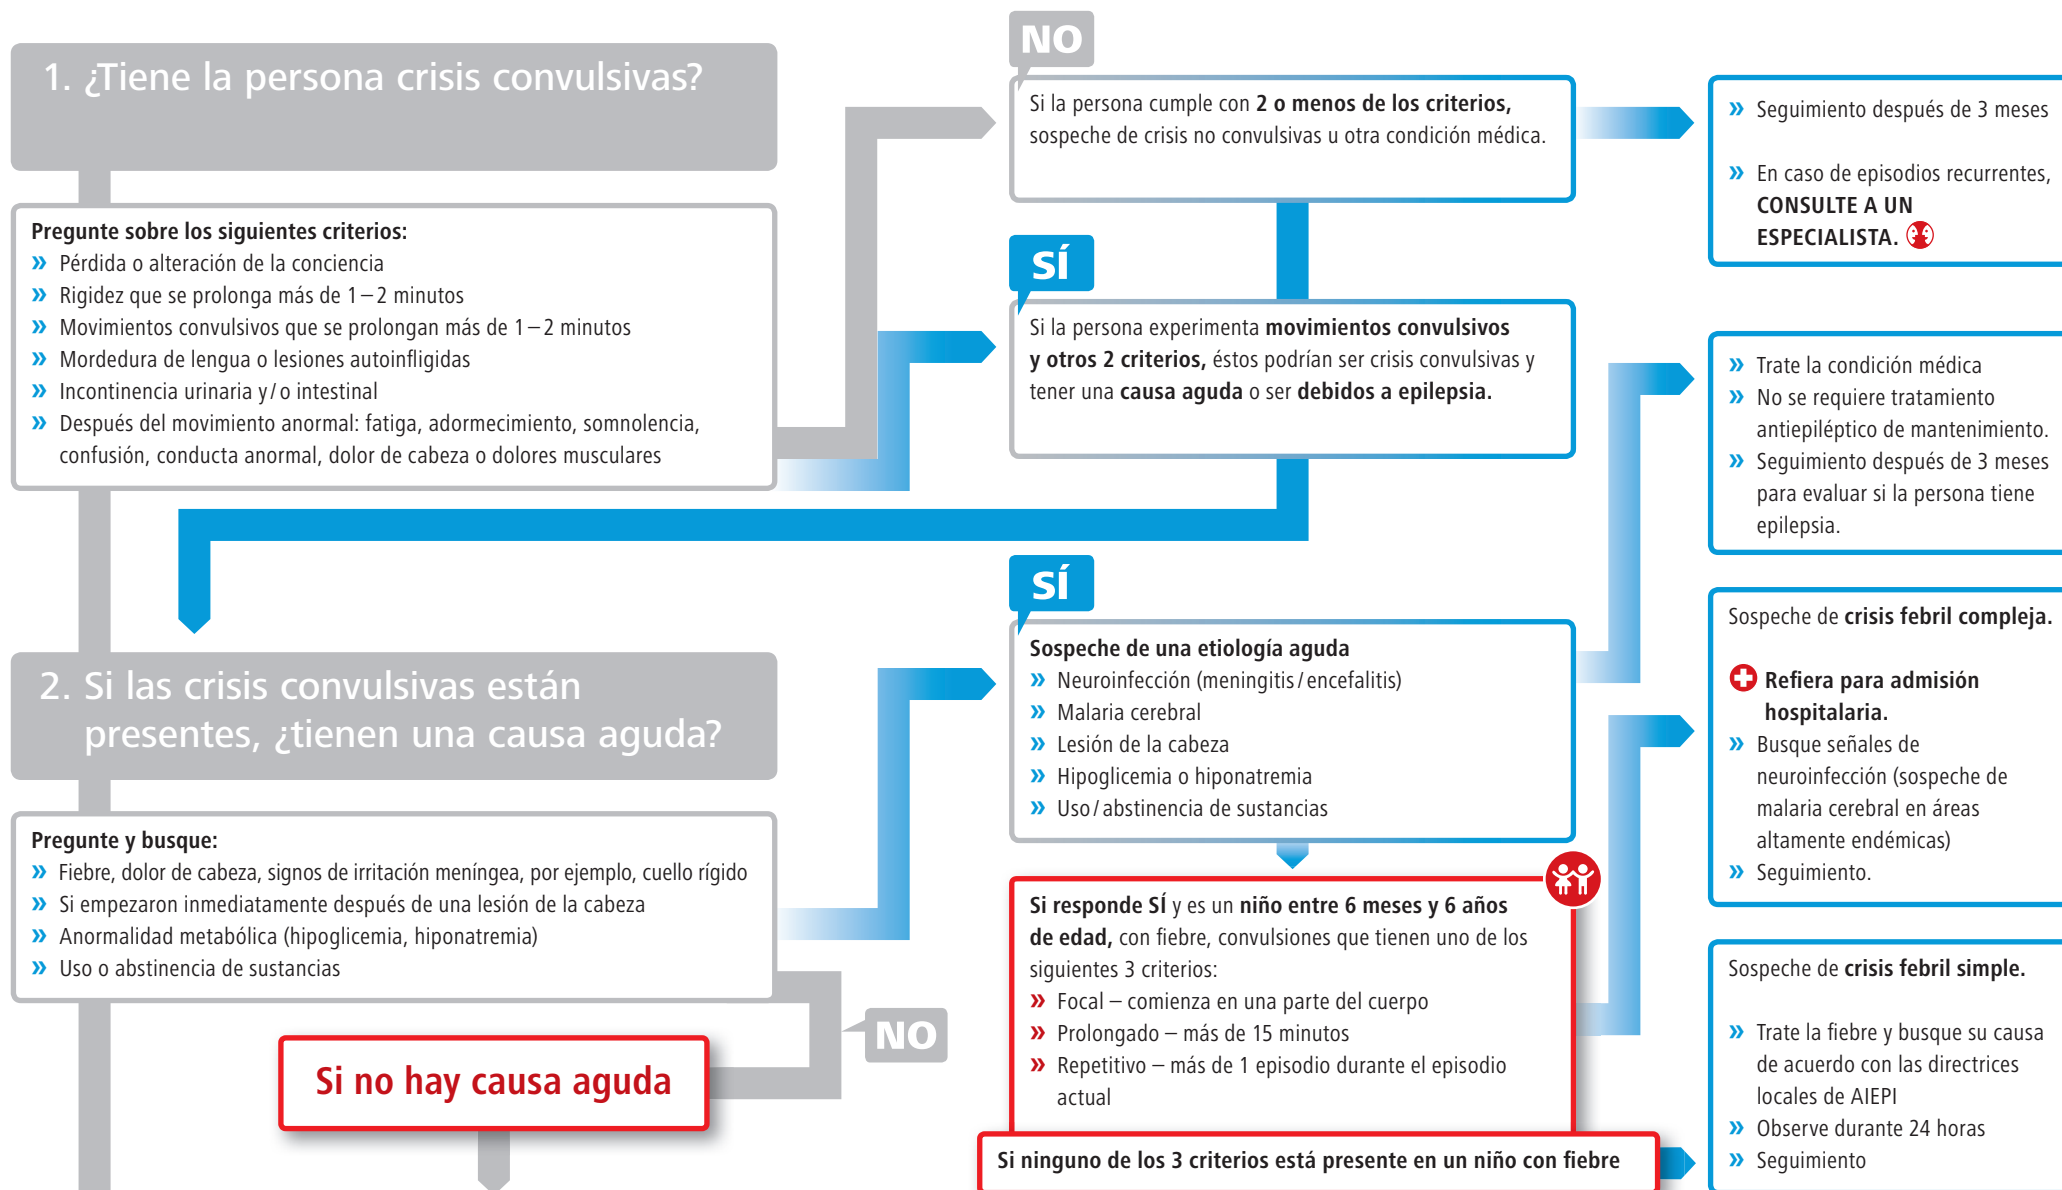 1. ¿Tiene la persona crisis convulsivas?
Pregunte sobre los siguientes criterios:
» Pérdida o alteración de la conciencia
» Rigidez que se prolonga más de 1–2 minutos
» Movimientos convulsivos que se prolongan más de 1–2 minutos
» Mordedura de lengua o lesiones autoinfligidas
» Incontinencia urinaria y/o intestinal
» Después del movimiento anormal: fatiga, adormecimiento, somnolencia,
confusión, conducta anormal, dolor de cabeza o dolores musculares
NO
Si la persona cumple con 2 o menos de los criterios,
sospeche de crisis no convulsivas u otra condición médica.
» Seguimiento después de 3 meses
» En caso de episodios recurrentes,
CONSULTE A UN
ESPECIALISTA.
SÍ
Si la persona experimenta movimientos convulsivos
y otros 2 criterios, éstos podrían ser crisis convulsivas y
tener una causa aguda o ser debidos a epilepsia.
2. Si las crisis convulsivas están
presentes, ¿tienen una causa aguda?
Pregunte y busque:
» Fiebre, dolor de cabeza, signos de irritación meníngea, por ejemplo, cuello rígido
» Si empezaron inmediatamente después de una lesión de la cabeza
» Anormalidad metabólica (hipoglicemia, hiponatremia)
» Uso o abstinencia de sustancias
SÍ
Sospeche de una etiología aguda
» Neuroinfección (meningitis/encefalitis)
» Malaria cerebral
» Lesión de la cabeza
» Hipoglicemia o hiponatremia
» Uso/abstinencia de sustancias
» Trate la condición médica
» No se requiere tratamiento
antiepiléptico de mantenimiento.
» Seguimiento después de 3 meses
para evaluar si la persona tiene
epilepsia.
Si responde SÍ y es un niño entre 6 meses y 6 años
de edad, con fiebre, convulsiones que tienen uno de los
siguientes 3 criterios:
» Focal – comienza en una parte del cuerpo
» Prolongado – más de 15 minutos
» Repetitivo – más de 1 episodio durante el episodio
actual
Sospeche de crisis febril compleja.
Refiera para admisión
hospitalaria.
» Busque señales de
neuroinfección (sospeche de
malaria cerebral en áreas
altamente endémicas)
» Seguimiento.
Si ninguno de los 3 criterios está presente en un niño con fiebre
Sospeche de crisis febril simple.
» Trate la fiebre y busque su causa
de acuerdo con las directrices
locales de AIEPI
» Observe durante 24 horas
» Seguimiento
NO
Si no hay causa aguda